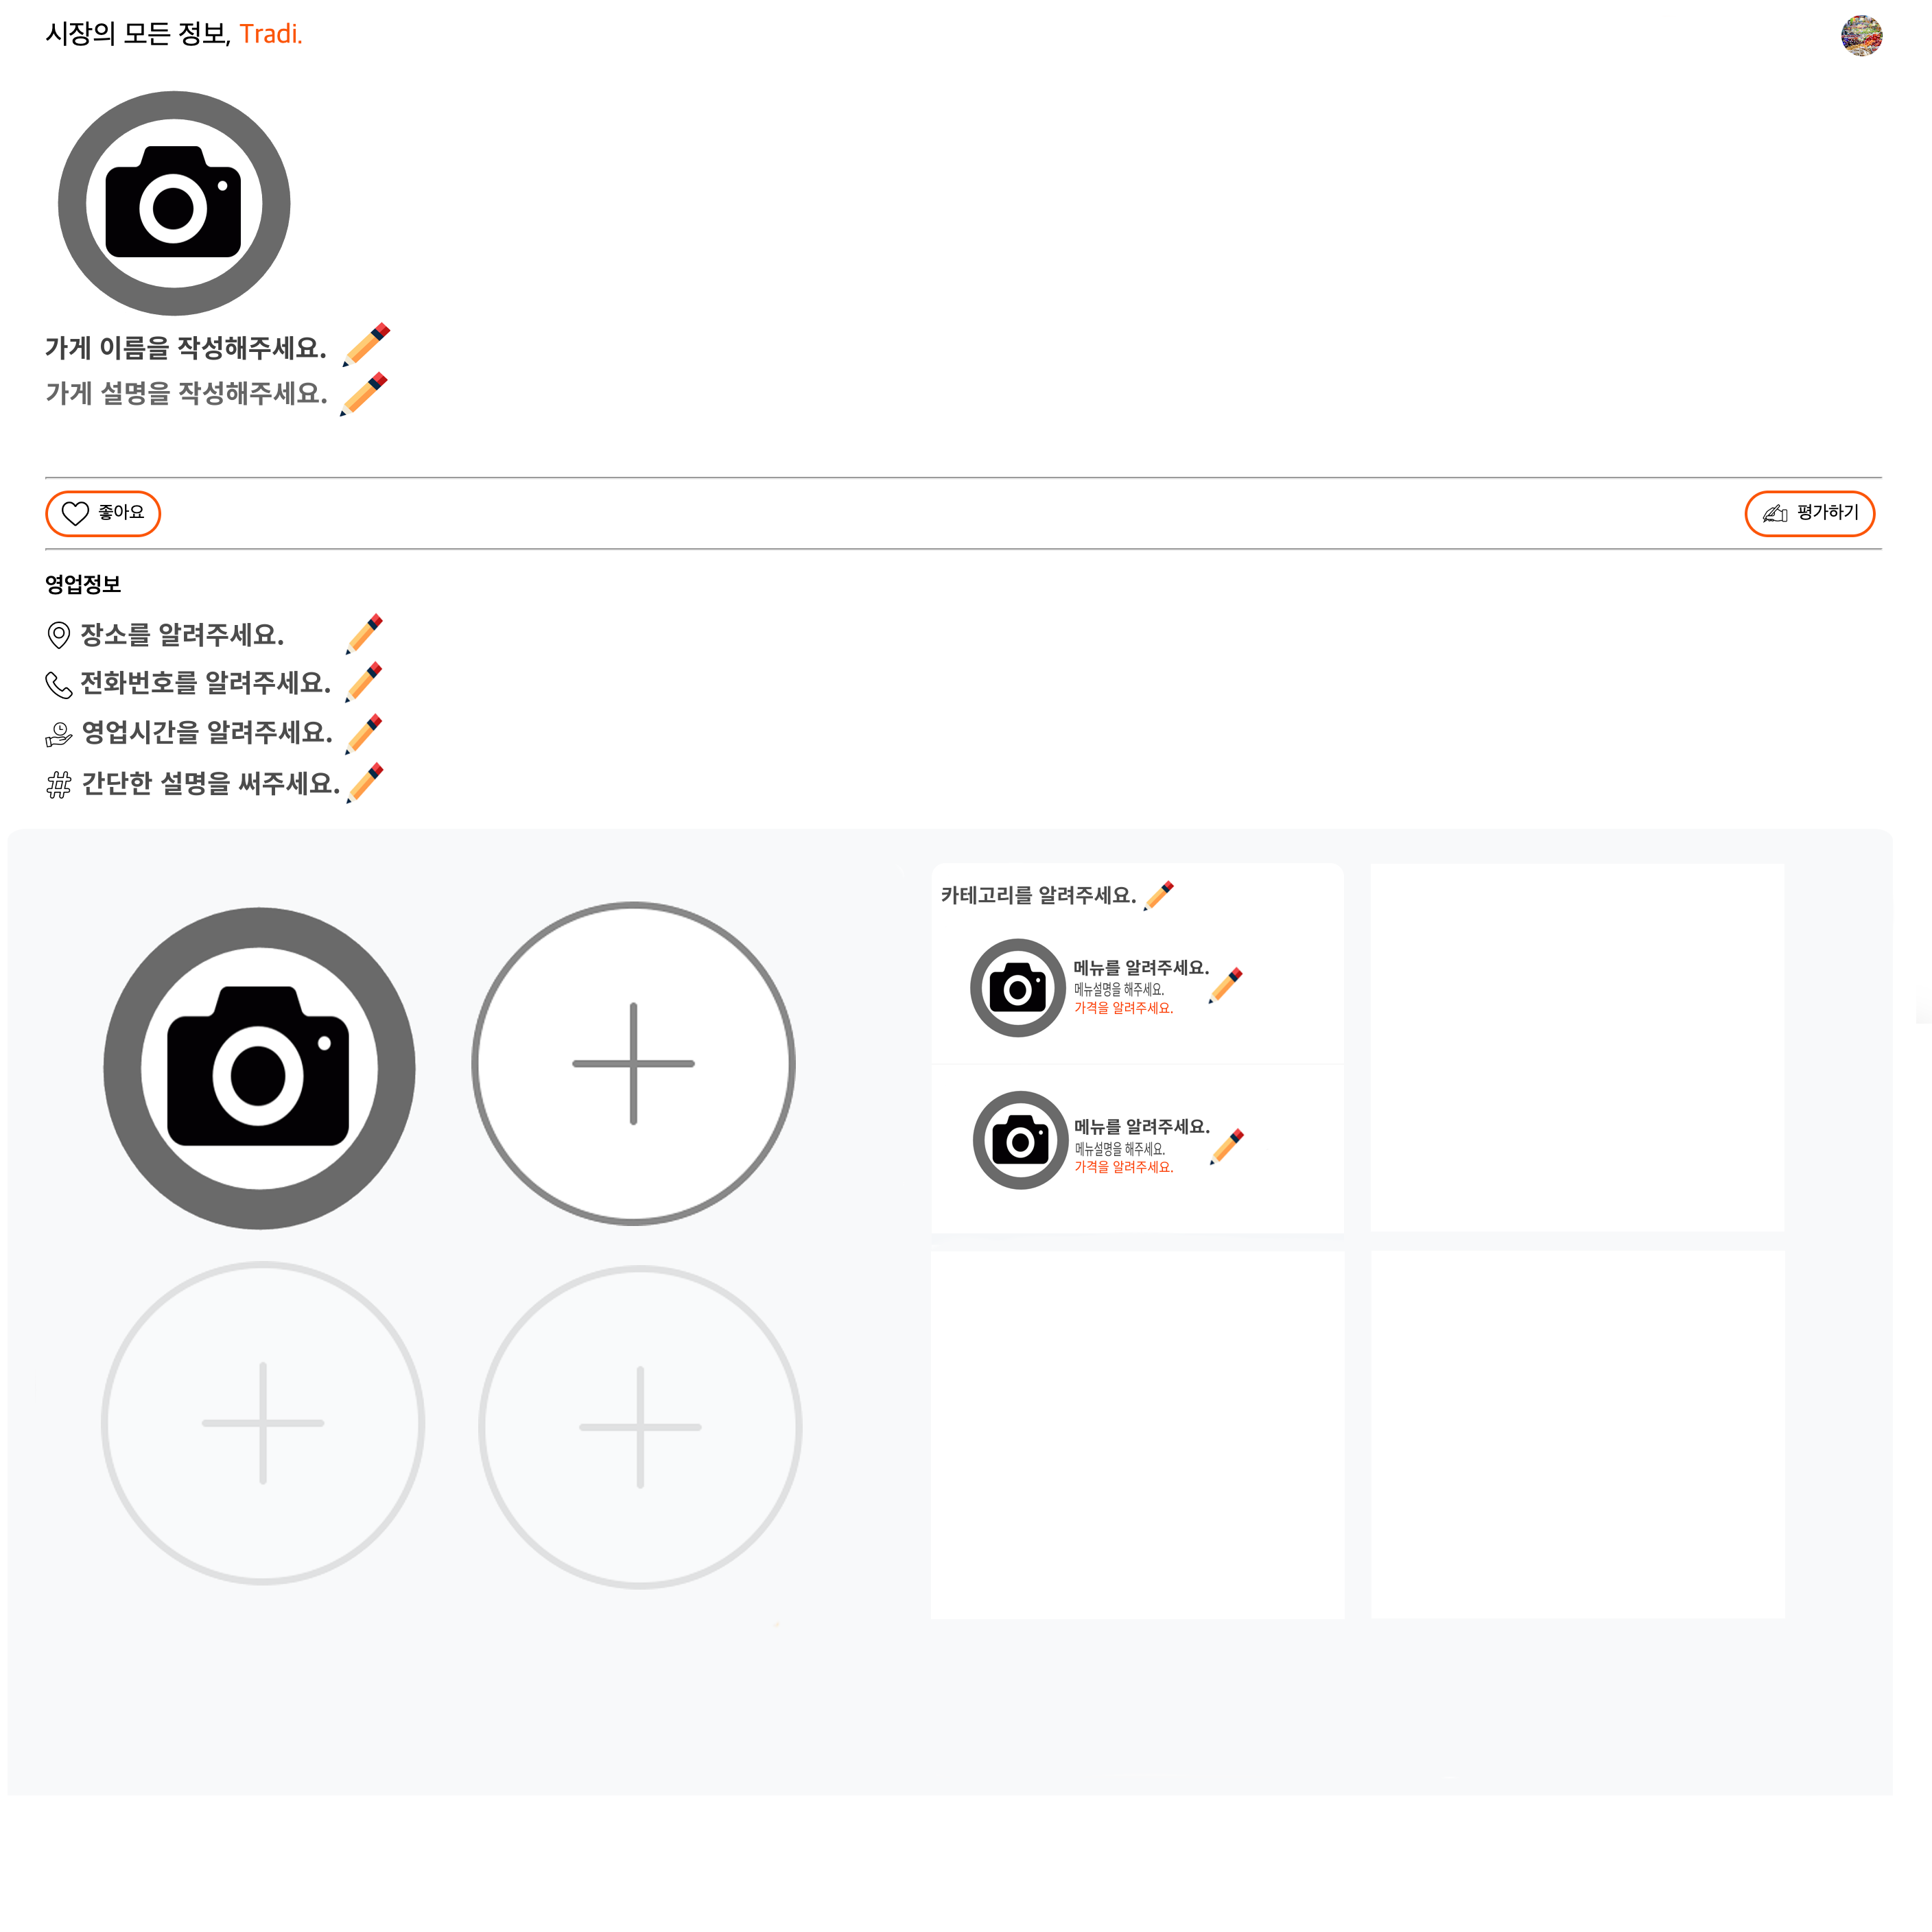 시장의 모든 정보, Tradi.
가게 이름을 작성해주세요.
가게 설명을 작성해주세요.
좋아요
평가하기
영업정보
장소를 알려주세요.
전화번호를 알려주세요.
영업시간을 알려주세요.
간단한 설명을 써주세요.
카테고리를 알려주세요.
메뉴를 알려주세요.
메뉴설명을 해주세요.
가격을 알려주세요.
메뉴를 알려주세요.
메뉴설명을 해주세요.
가격을 알려주세요.